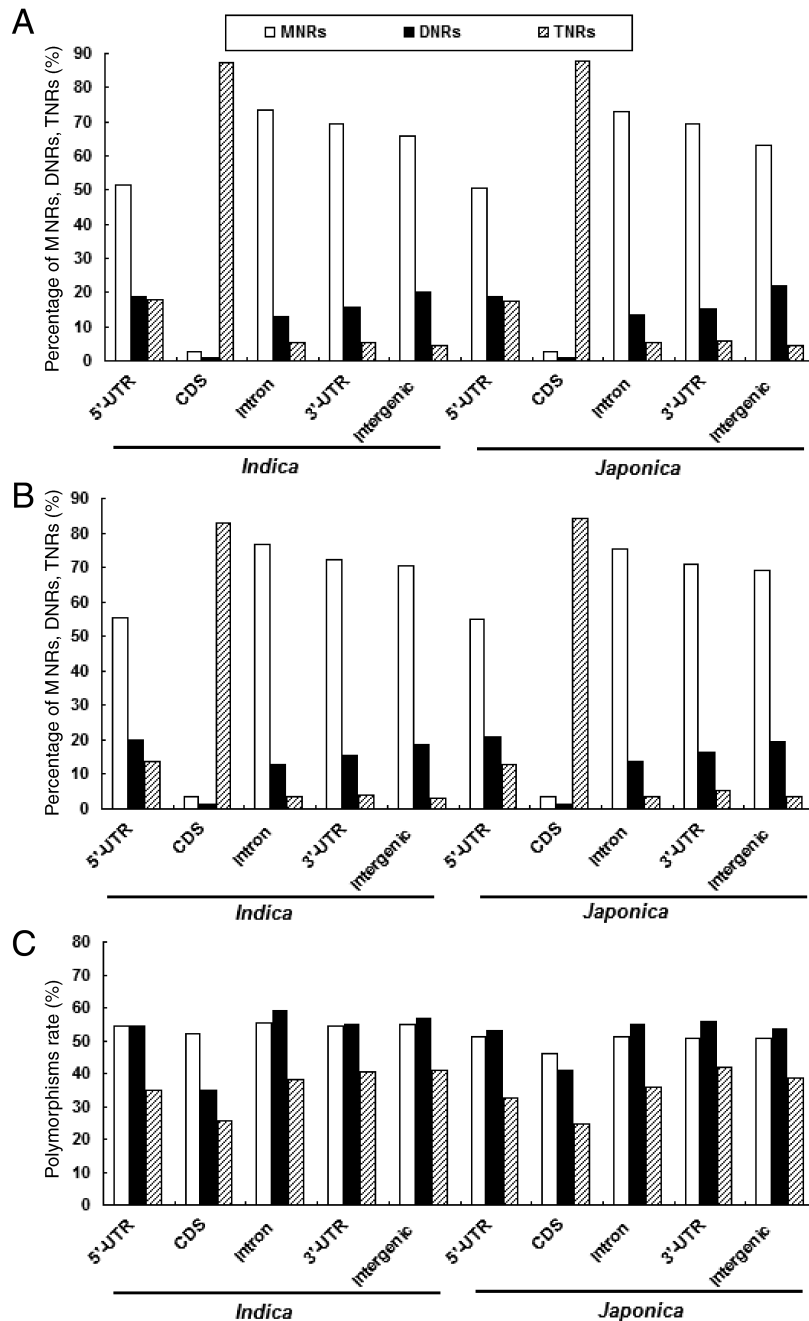 A
MNRs DNRs TNRs
Percentage of MNRs, DNRs, TNRs (%)
90
80
70
60
50
40
30
20
10
0
5'-UTR CDS Intron 3'-UTR Intergenic 5'-UTR CDS Intron 3'-UTR Intergenic
Indica Japonica
B
Percentage of MNRs, DNRs, TNRs (%)
90
80
70
60
50
40
30
20
10
0
5'-UTR CDS Intron 3'-UTR Intergenic 5'-UTR CDS Intron 3'-UTR Intergenic
Indica Japonica
C
Polymorphisms rate (%)
80
70
60
50
40
30
20
10
0
5'-UTR CDS Intron 3'-UTR Intergenic 5'-UTR CDS Intron 3'-UTR Intergenic
Indica Japonica